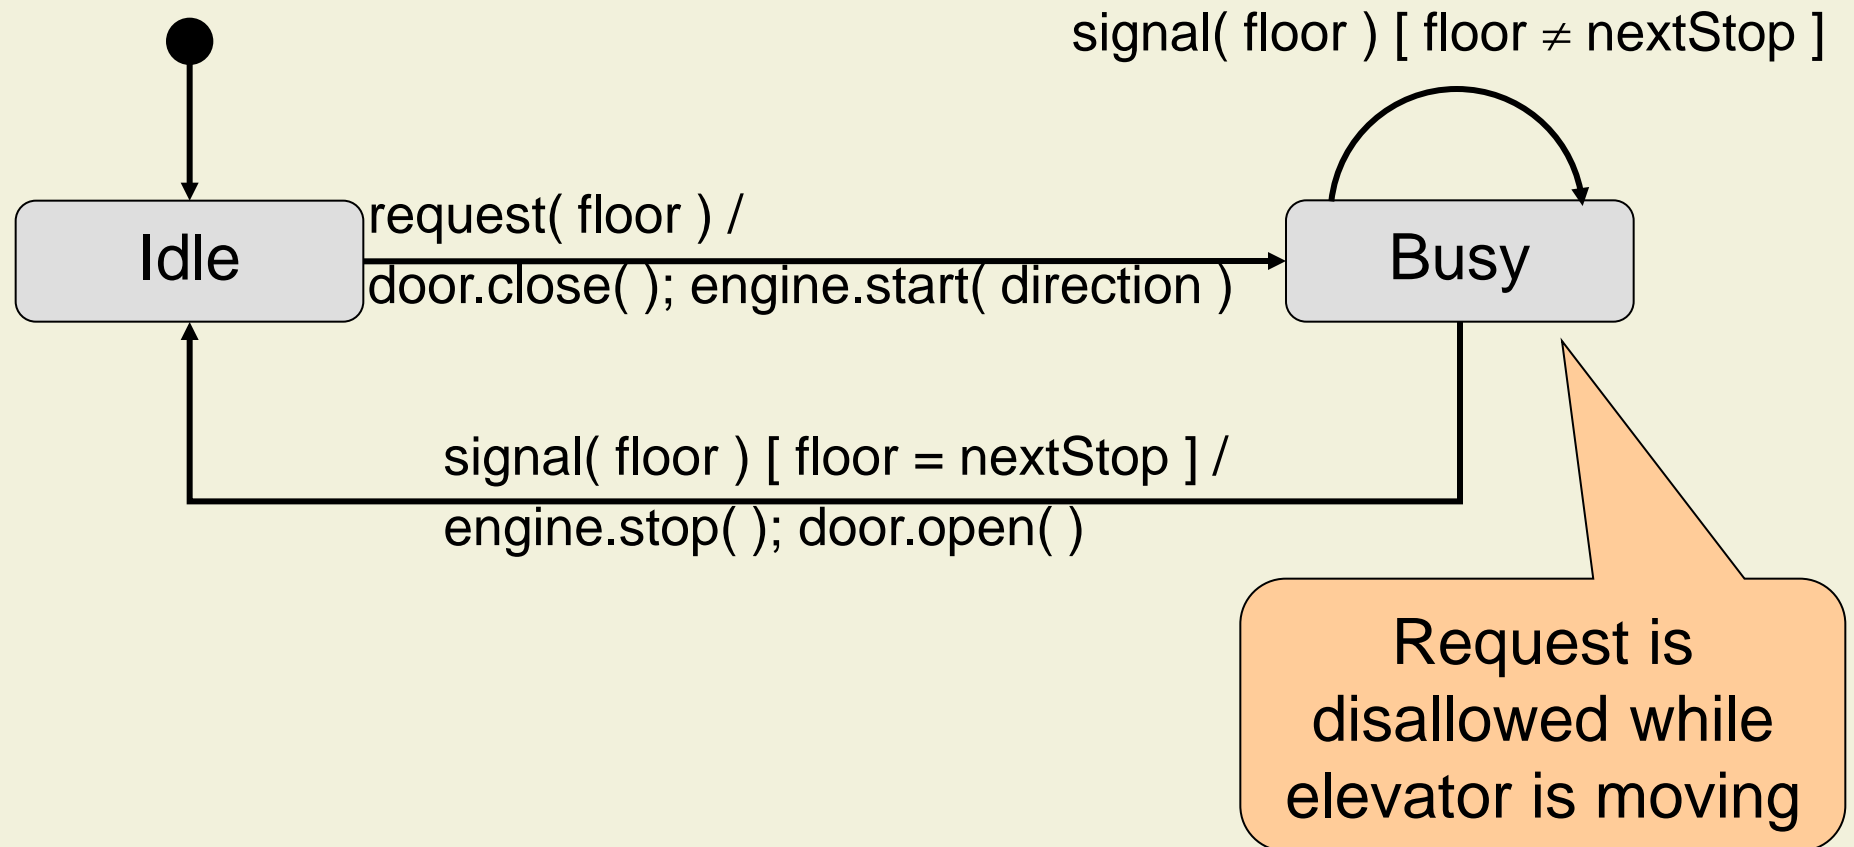 signal( floor ) [ floor ≠ nextStop ]
Idle
request( floor ) /
door.close( ); engine.start( direction )
Busy
signal( floor ) [ floor = nextStop ] /
engine.stop( ); door.open( )
Request is
disallowed while
elevator is moving